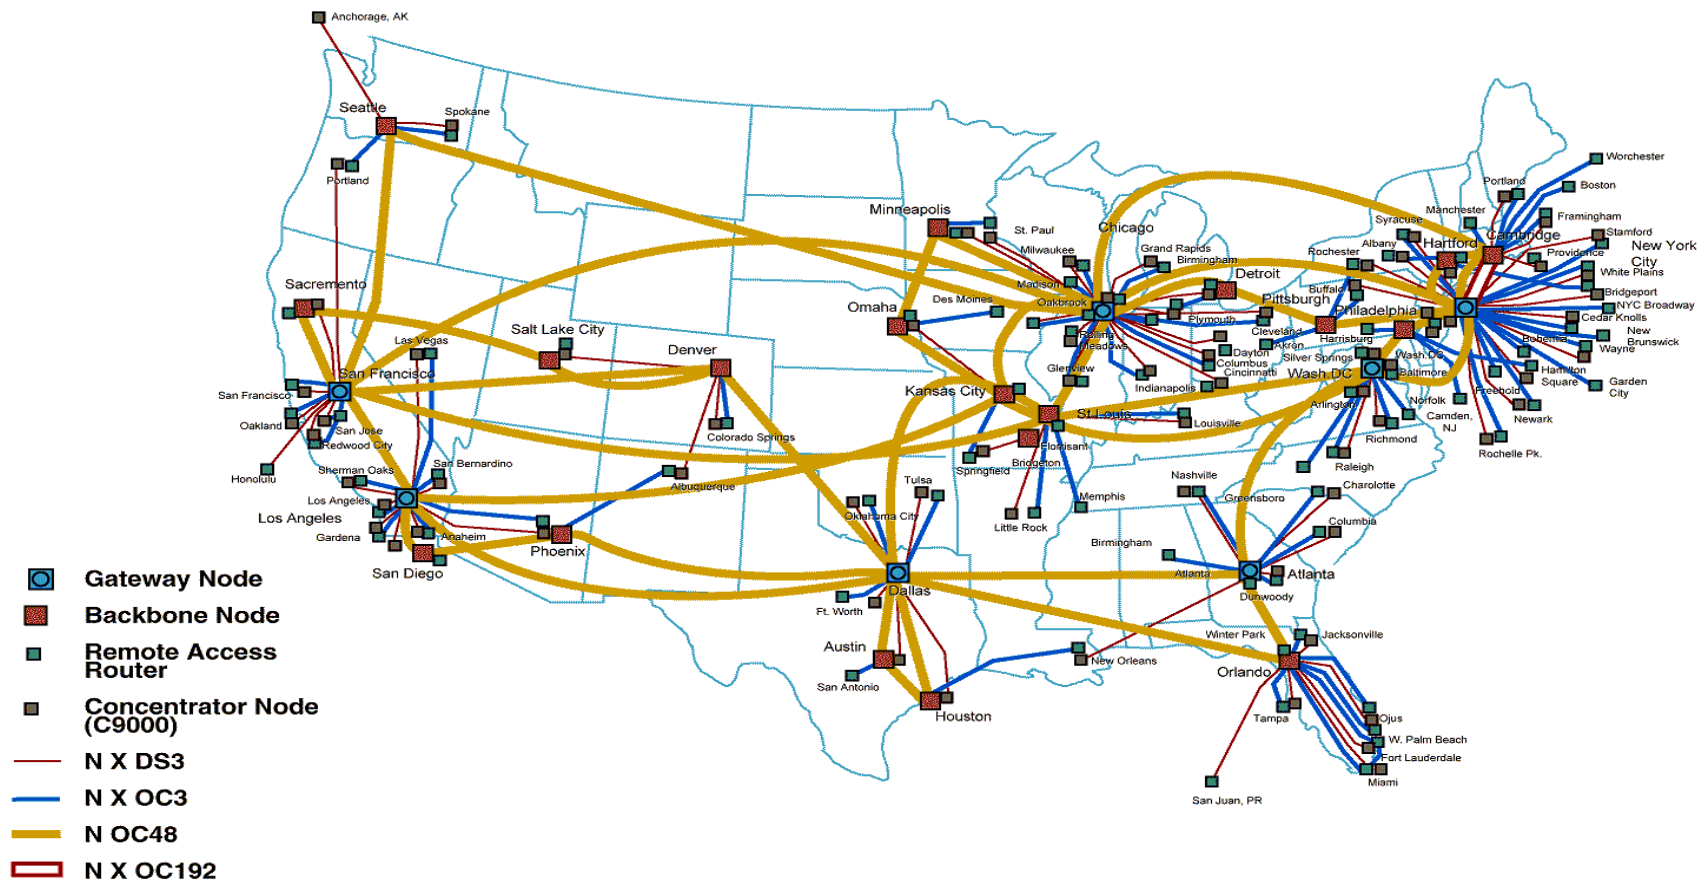 Anchorage, AK
Seattle
Spokane
Portland
Sacremento
Las Vegas
San Francisco
San Francisco
Oakland
San Jose
Redwood City
Honolulu
Sherman Oaks
San Bernardino
Los Angeles
Los Angeles
Gardena
Anaheim
San Diego
Phoenix
Salt Lake City
Denver
Colorado Springs
Albuquerque
Minneapolis
St. Paul
Omaha
Des Moines
Kansas City
Springfield
St Louis
Florissant
Bridgeton
Little Rock
Memphis
Louisville
Tulsa
Oklahoma City
Dallas
Ft. Worth
Austin
San Antonio
Houston
New Orleans
Chicago
Milwaukee
Madison
Oakbrook
Rolling
Meadows
Glenview
Grand Rapids
Birmingham
Detroit
Plymouth
Cleveland
Akron
Dayton
Columbus
Cincinnati
Indianapolis
Pittsburgh
Buffalo
Rochester
Syracuse
Albany
Hartford
Manchester
Portland
Cambridge
Worchester
Boston
Framingham
Stamford
Providence
New York
City
White Plains
Bridgeport
NYC Broadway
Cedar Knolls
New
Brunswick
Bohemia
Wayne
Hamilton
Square
Garden
City
Freehold
Newark
Rochelle Pk.
Philadelphia
Harrisburg
Silver Springs
Wash.DC
Wash.DC
Baltimore
Arlington
Norfolk
Camden,
NJ
Richmond
Raleigh
Nashville
Greensboro
Charolotte
Columbia
Birmingham
Atlanta
Atlanta
Dunwoody
Winter Park
Jacksonville
Orlando
Tampa
Ojus
W. Palm Beach
Fort Lauderdale
Miami
San Juan, PR
Gateway Node
Backbone Node
Remote Access
Router
Concentrator Node
(C9000)
N X DS3
N X OC3
N OC48
N X OC192